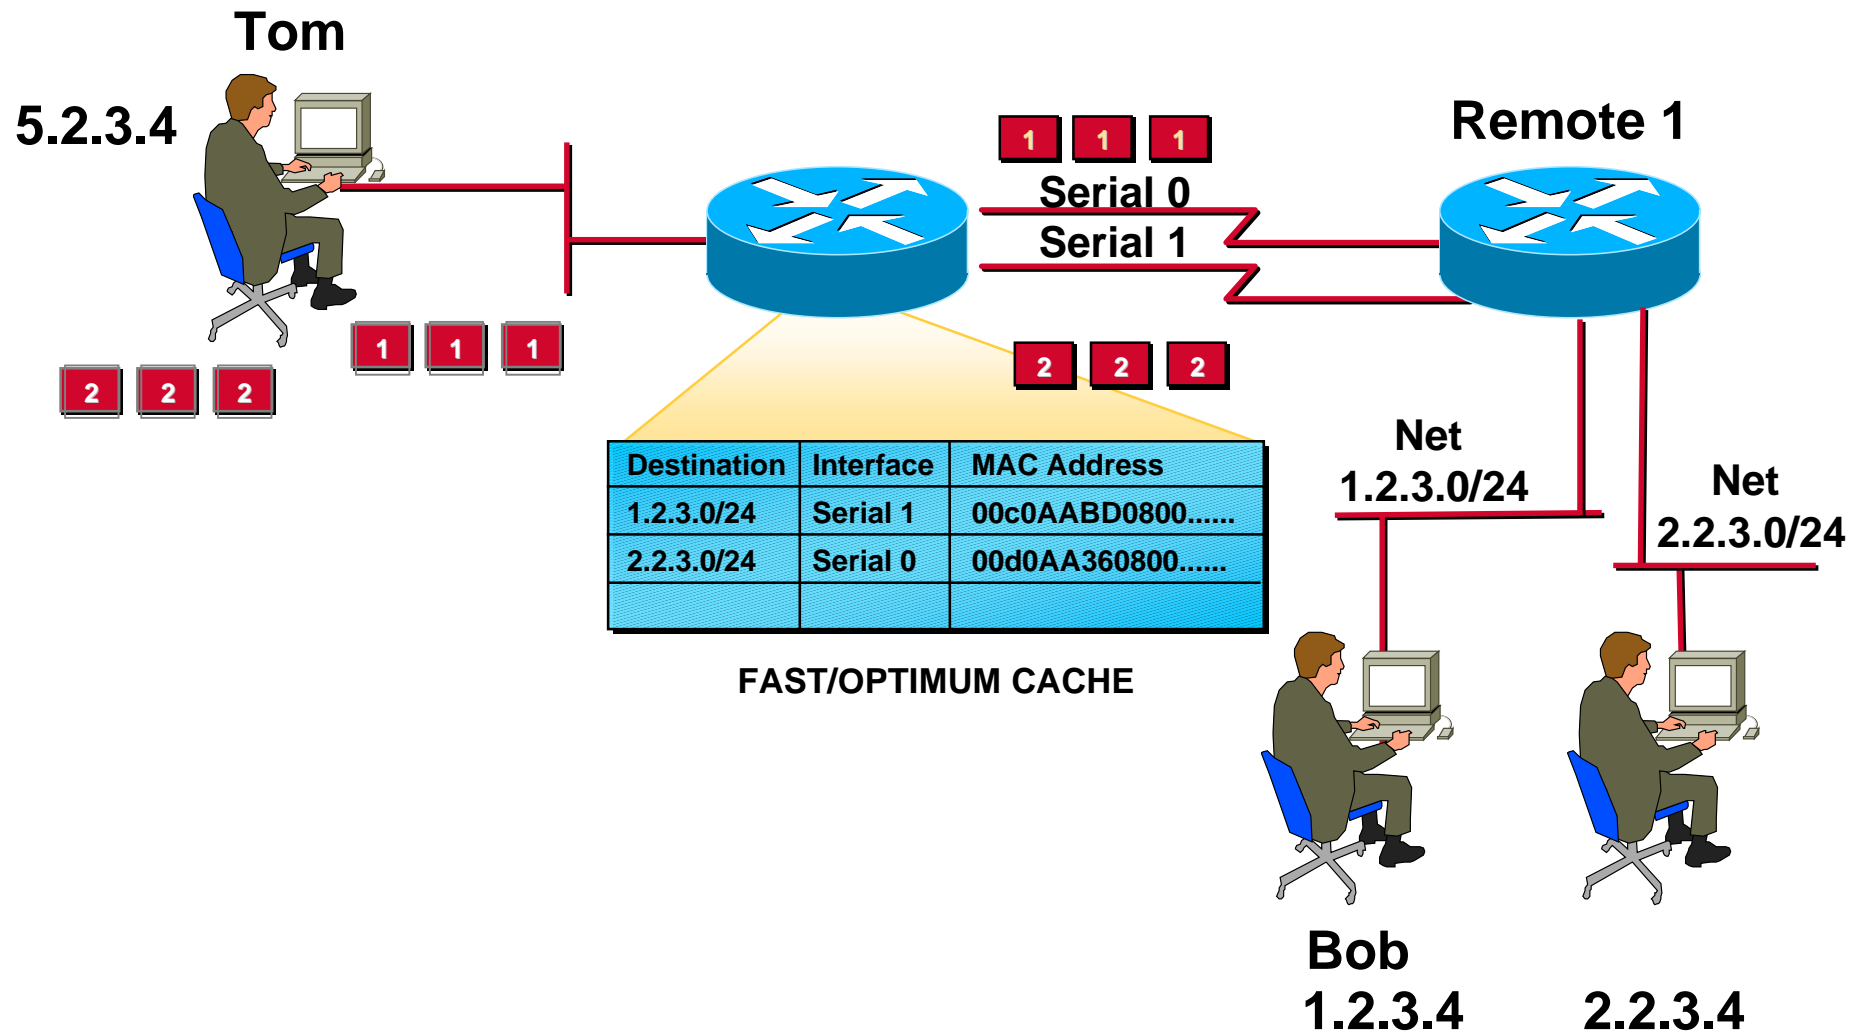 Tom
5.2.3.4
1 1 1
Serial 0
Serial 1
Remote 1
1 1 1
2 2 2
2 2 2
Destination Interface MAC Address
1.2.3.0/24 Serial 1 00c0AABD0800......
2.2.3.0/24 Serial 0 00d0AA360800......
FAST/OPTIMUM CACHE
Net
1.2.3.0/24
Net
2.2.3.0/24
Bob
1.2.3.4
2.2.3.4